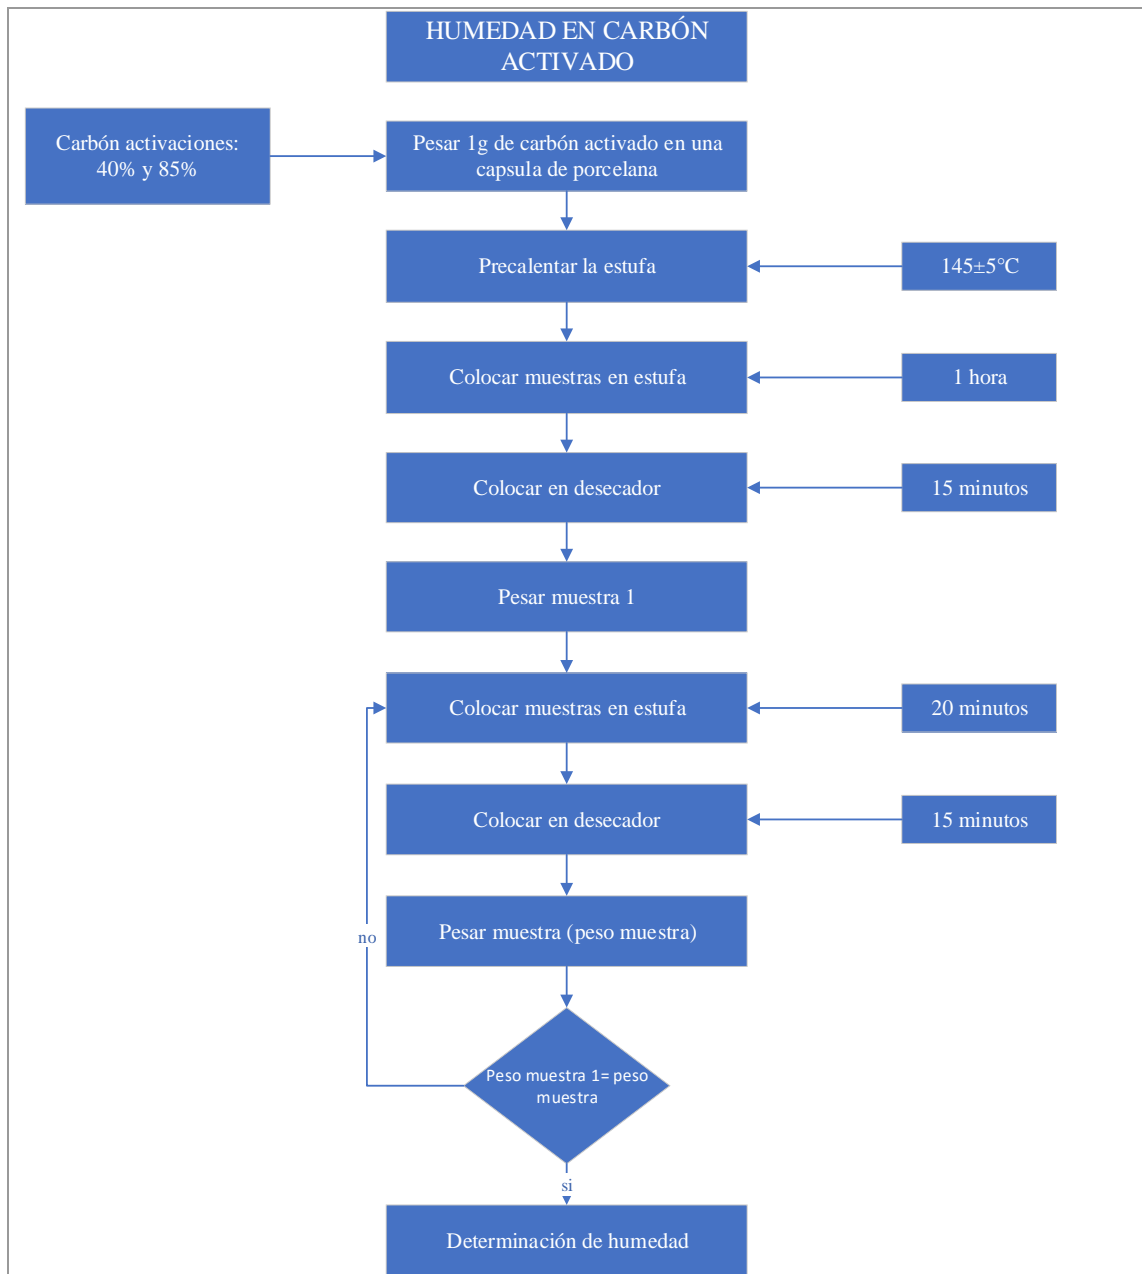 HUMEDAD EN CARBÓN
ACTIVADO
Carbón activaciones:
40% y 85%
Pesar 1g de carbón activado en una
capsula de porcelana
Precalentar la estufa
145±5°C
Colocar muestras en estufa
1 hora
Colocar en desecador
15 minutos
Pesar muestra 1
Colocar muestras en estufa
20 minutos
Colocar en desecador
15 minutos
Pesar muestra (peso muestra)
no
Peso muestra 1= peso
muestra
si
Determinación de humedad